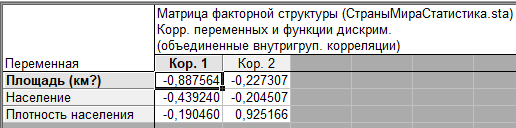 Матрица факторной структуры (СтраныМираСтатистика.sta)
Корр. переменных и функции дискрим.
(объединенные внутригруп. корреляции)
Переменная Кор. 1 Кор. 2
Площадь (км?) -0,887564 -0,227307
Население -0,439240 -0,204507
Плотность населения -0,190460 0,925166